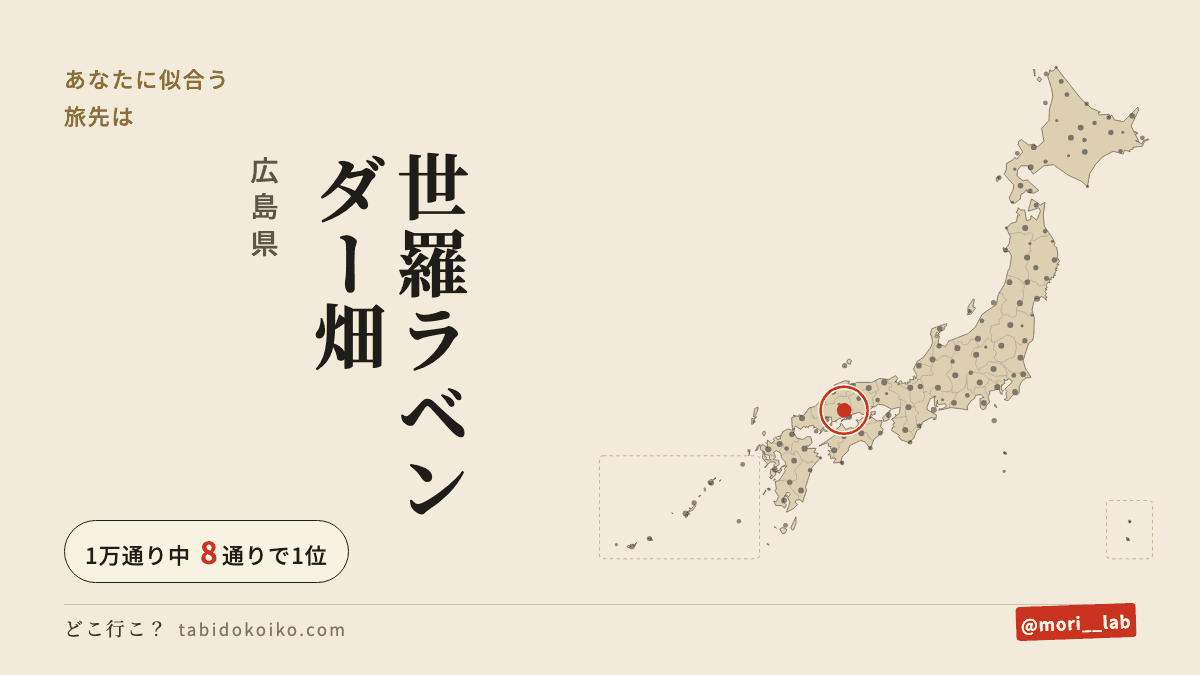 あなたに似合う
旅先は
世羅ラベン
ダー畑
広島県
1万通り中 8通りで1位
どこ行こ？ tabidokoiko.com
@mori__lab